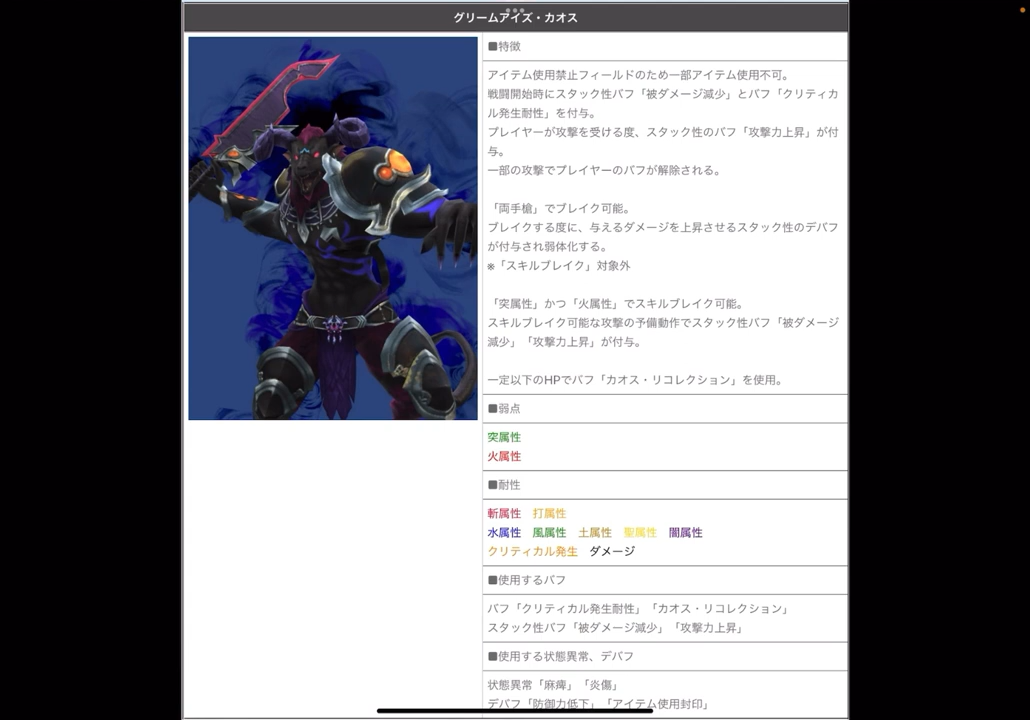 グリームアイズ・カオス
■特徴
アイテム使用禁止フィールドのため一部アイテム使用不可。
戦闘開始時にスタック性バフ「被ダメージ減少」とバフ「クリティカ
ル発生耐性」を付与。
プレイヤーが攻撃を受ける度、スタック性のバフ「攻撃力上昇」が付
与。
一部の攻撃でプレイヤーのバフが解除される。
「両手槍」でブレイク可能。
ブレイクする度に、与えるダメージを上昇させるスタック性のデバフ
が付与され弱体化する。
※「スキルブレイク」対象外
「突属性」かつ「火属性」でスキルブレイク可能。
スキルブレイク可能な攻撃の予備動作でスタック性バフ「被ダメージ
減少」「攻撃力上昇」が付与。
一定以下のHPでバフ「カオス・リコレクション」を使用。
■弱点
突属性
火属性
■耐性
斬属性 打属性
水属性 風属性 土属性 聖属性 闇属性
クリティカル発生 ダメージ
■使用するバフ
バフ「クリティカル発生耐性」「カオス・リコレクション」
スタック性バフ「被ダメージ減少」「攻撃力上昇」
■使用する状態異常、デバフ
状態異常「麻痺」「炎傷」
デバフ「防御力低下」「アイテム使用封印」